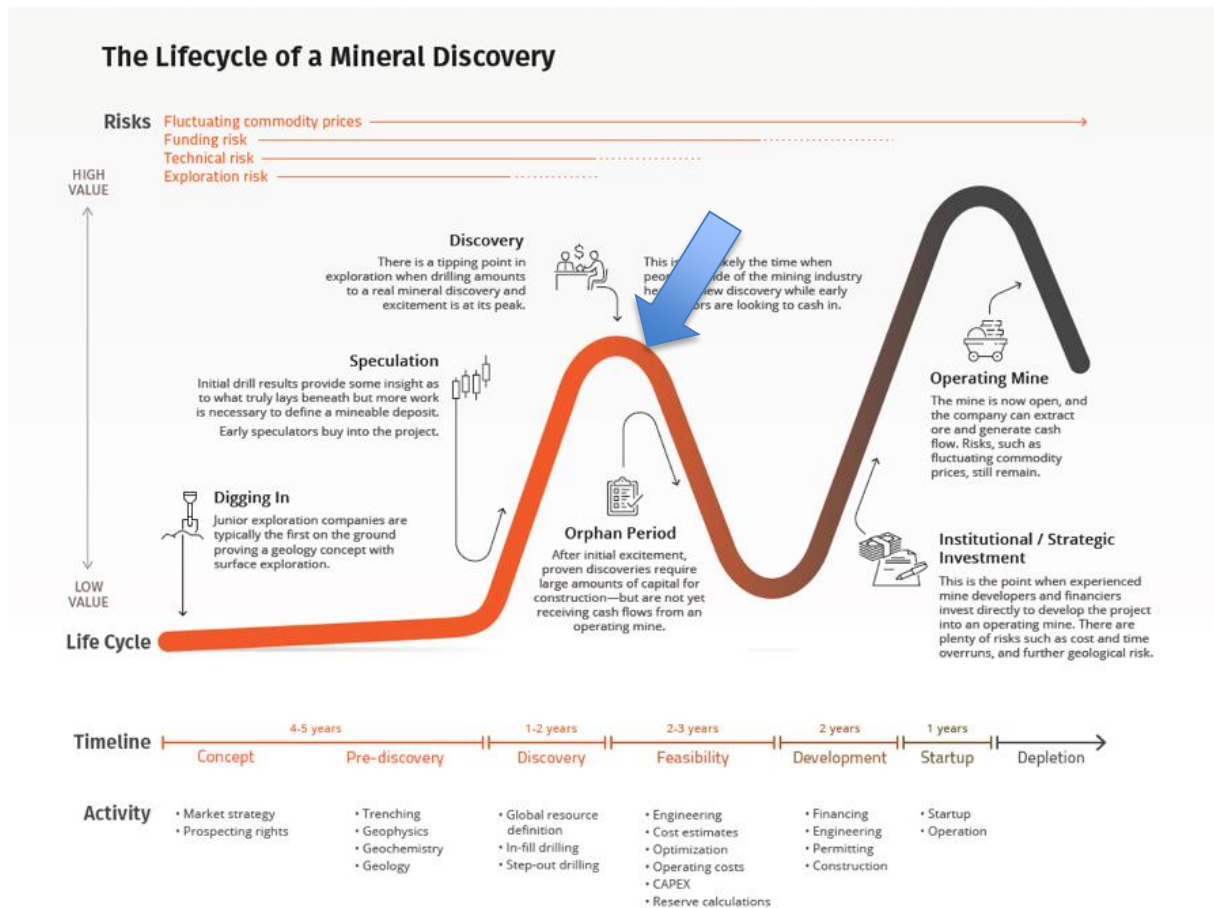 The Lifecycle of a Mineral Discovery
Risks
Fluctuating commodity prices
Funding risk
Technical risk
Exploration risk
HIGH
VALUE
LOW
VALUE
Discovery
There is a tipping point in
exploration when drilling amounts
to a real mineral discovery and
excitement is at its peak.
$
This is kely the time when
of the mining industry
new discovery while early
are looking to cash in.
Speculation
Initial drill results provide some insight as
to what truly lays beneath but more work
is necessary to define a mineable deposit.
Early speculators buy into the project.
Digging In
Junior exploration companies are
typically the first on the ground
proving a geology concept with
surface exploration.
Orphan Period
After initial excitement,
proven discoveries require
large amounts of capital for
construction—but are not yet
receiving cash flows from an
operating mine.
Operating Mine
The mine is now open, and
the company can extract
ore and generate cash
flow. Risks, such as
fluctuating commodity
prices, still remain.
Institutional / Strategic
Investment
This is the point when experienced
mine developers and financiers
invest directly to develop the project
into an operating mine. There are
plenty of risks such as cost and time
overruns, and further geological risk.
Life Cycle
Timeline
4-5 years
1-2 years
2-3 years
2 years
1 years
Concept
Pre-discovery
Discovery
Feasibility
Development
Startup
Depletion
Activity
• Market strategy
• Prospecting rights
• Trenching
• Geophysics
• Geochemistry
• Geology
• Global resource
definition
• In-fill drilling
• Step-out drilling
• Engineering
• Cost estimates
• Optimization
• Operating costs
• CAPEX
• Reserve calculations
• Financing
• Engineering
• Permitting
• Construction
• Startup
• Operation